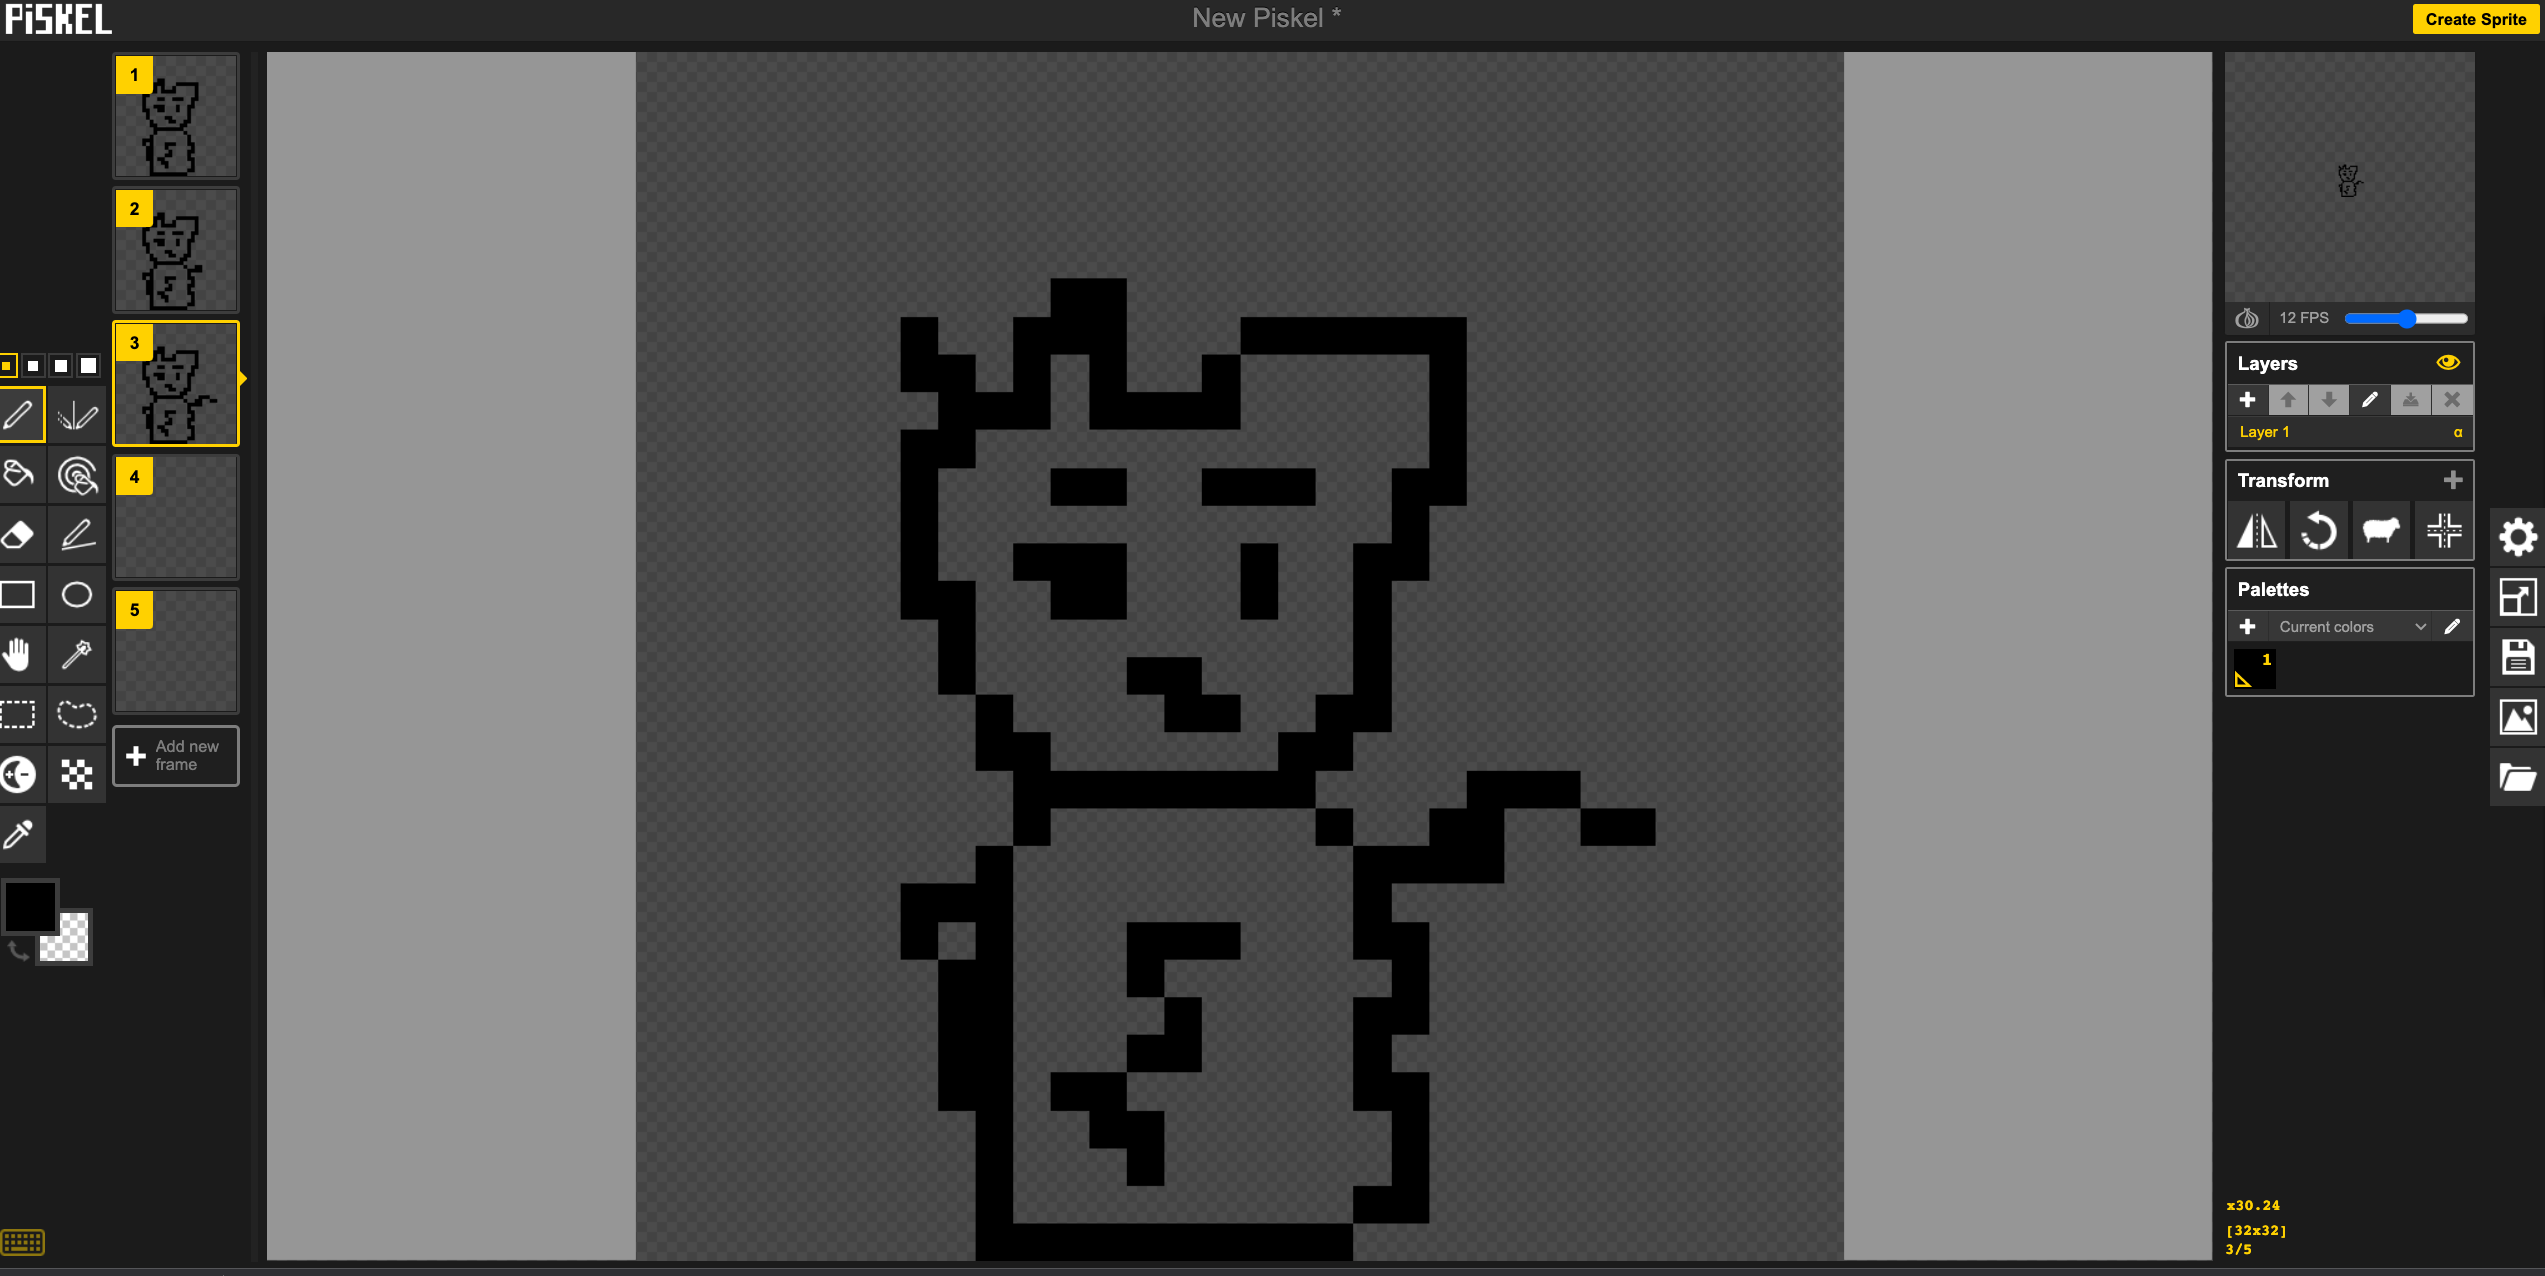 PiSKEL
New Piskel *
Create Sprite
1
2
3
4
5
Add new
frame
12 FPS
Layers
Layer 1
α
Transform
Palettes
Current colors
1
x30.24
[32x32]
3/5